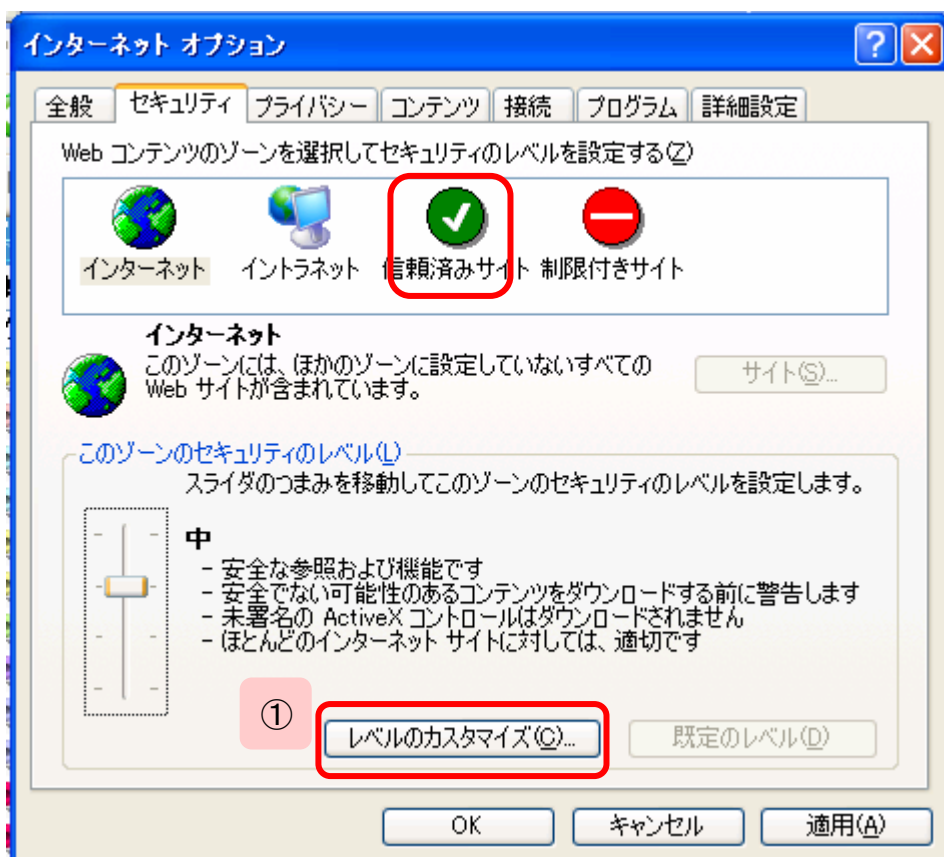 インターネット オプション
全般 セキュリティ プライバシー コンテンツ 接続 プログラム 詳細設定
Web コンテンツのゾーンを選択してセキュリティのレベルを設定する(Z)
インターネット イントラネット 信頼済みサイト 制限付きサイト
インターネット
このゾーンには、ほかのゾーンに設定していないすべての
Web サイトが含まれています。
サイト(S)...
このゾーンのセキュリティのレベル(L)
スライダのつまみを移動してこのゾーンのセキュリティのレベルを設定します。
中
- 安全な参照および機能です
- 安全でない可能性のあるコンテンツをダウンロードする前に警告します
- 未署名の ActiveX コントロールはダウンロードされません
- ほとんどのインターネット サイトに対しては、適切です
①
レベルのカスタマイズ(C)... 既定のレベル(D)
OK キャンセル 適用(A)